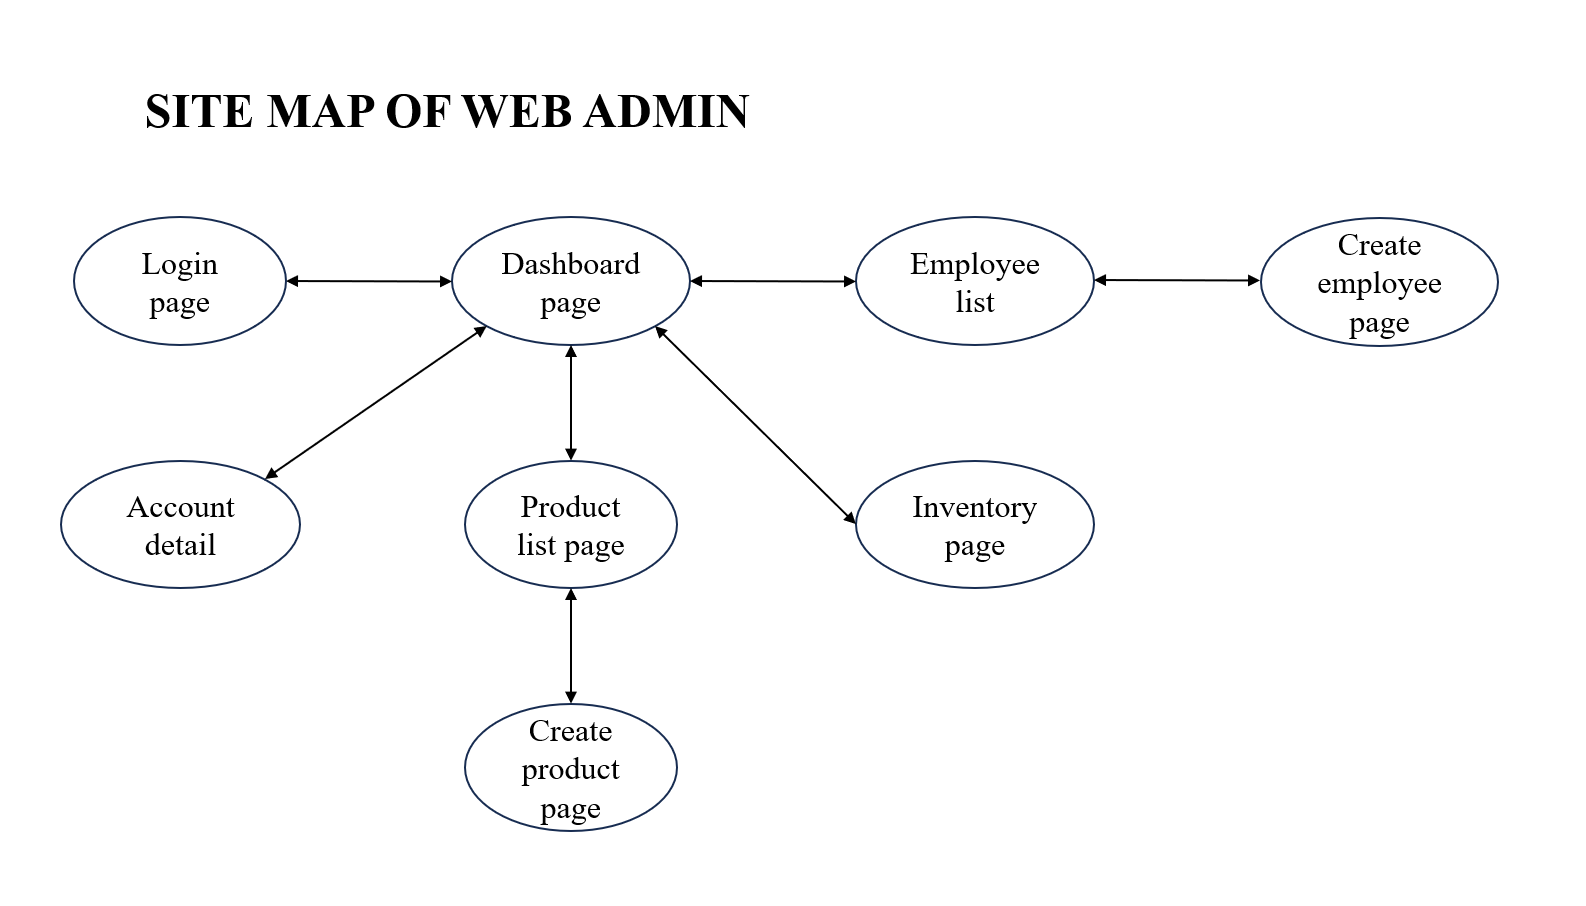 SITE MAP OF WEB ADMIN
Login
page
Dashboard
page
Employee
list
Create
employee
page
Account
detail
Product
list page
Inventory
page
Create
product
page